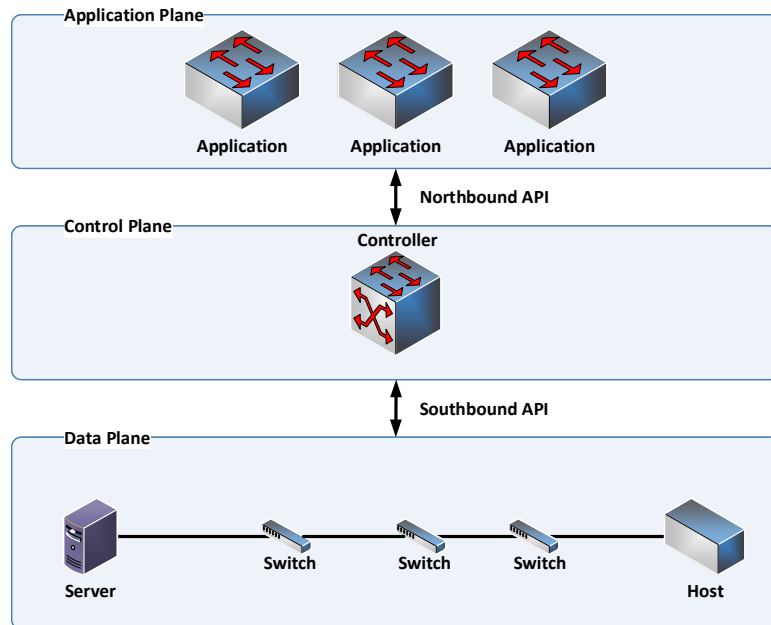 Application Plane
Application
Application
Application
Northbound API
Control Plane
Controller
Southbound API
Data Plane
Server
Switch
Switch
Switch
Host